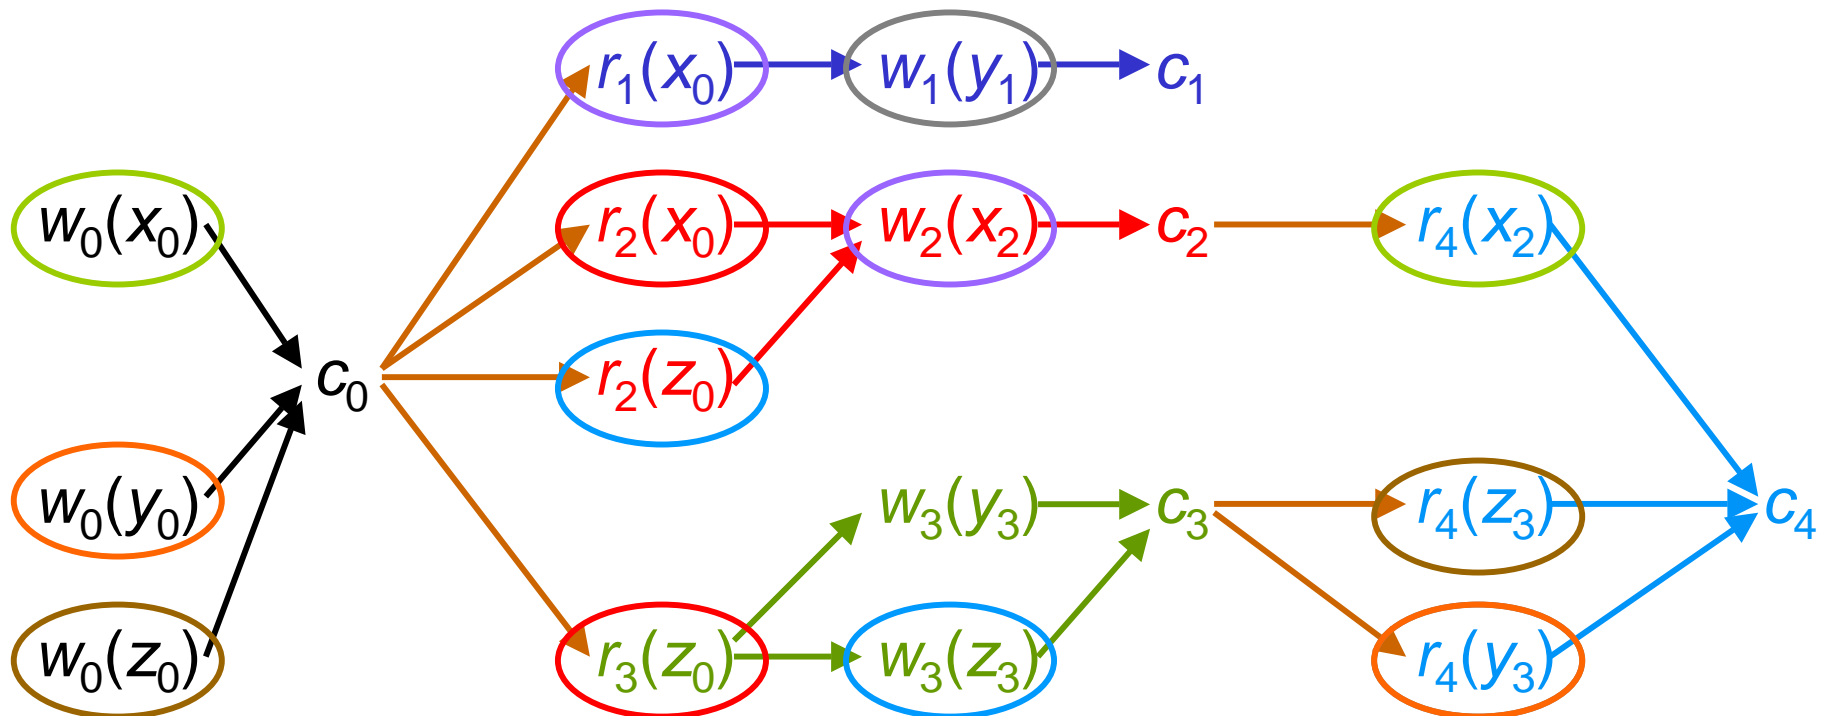 r₁(x₀) w₁(y₁) c₁
w₀(x₀) r₂(x₀) w₂(x₂) c₂ r₄(x₂)
c₀ r₂(z₀)
w₀(y₀) w₃(y₃) c₃ r₄(z₃) c₄
w₀(z₀) r₃(z₀) w₃(z₃) r₄(y₃)